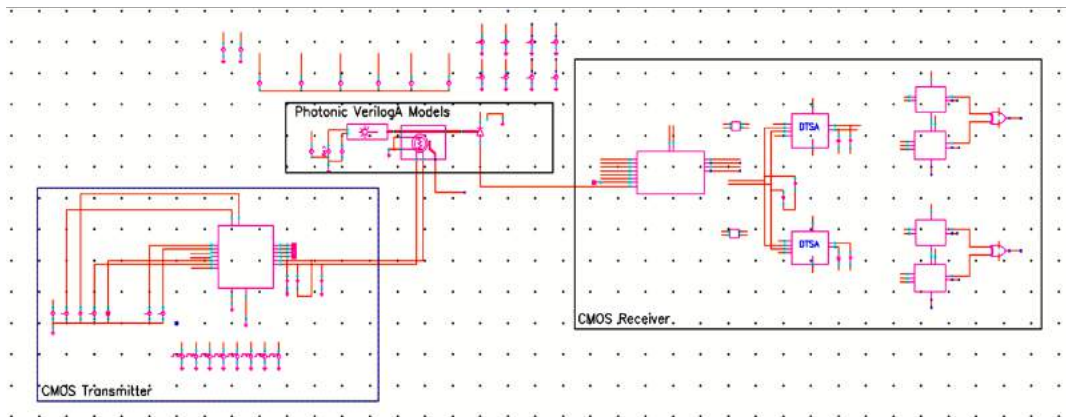 Photonic VerilogA Models
DTSA
DTSA
CMOS Receiver
CMOS Transmitter